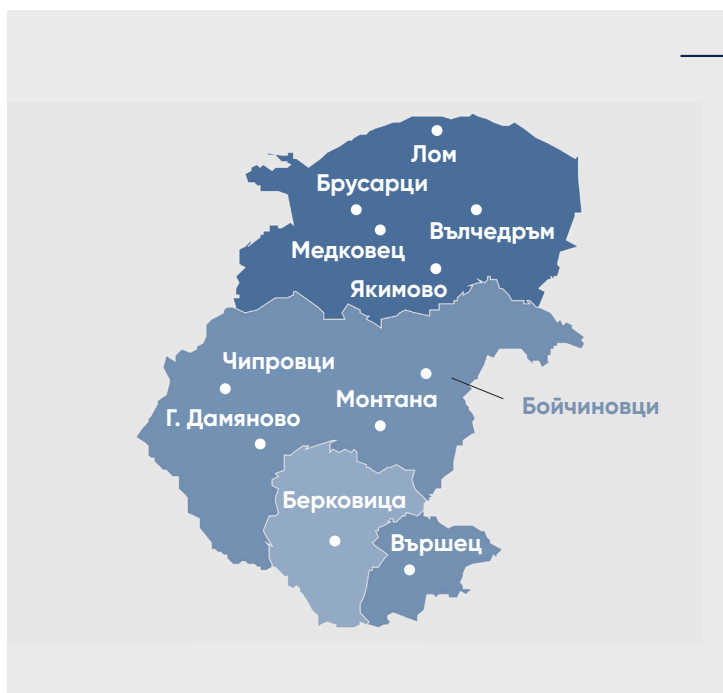 Лом
Брусарци
Вълчедръм
Медковец
Якимово
Чипровци
Монтана
Бойчиновци
Г. Дамяново
Берковица
Вършец